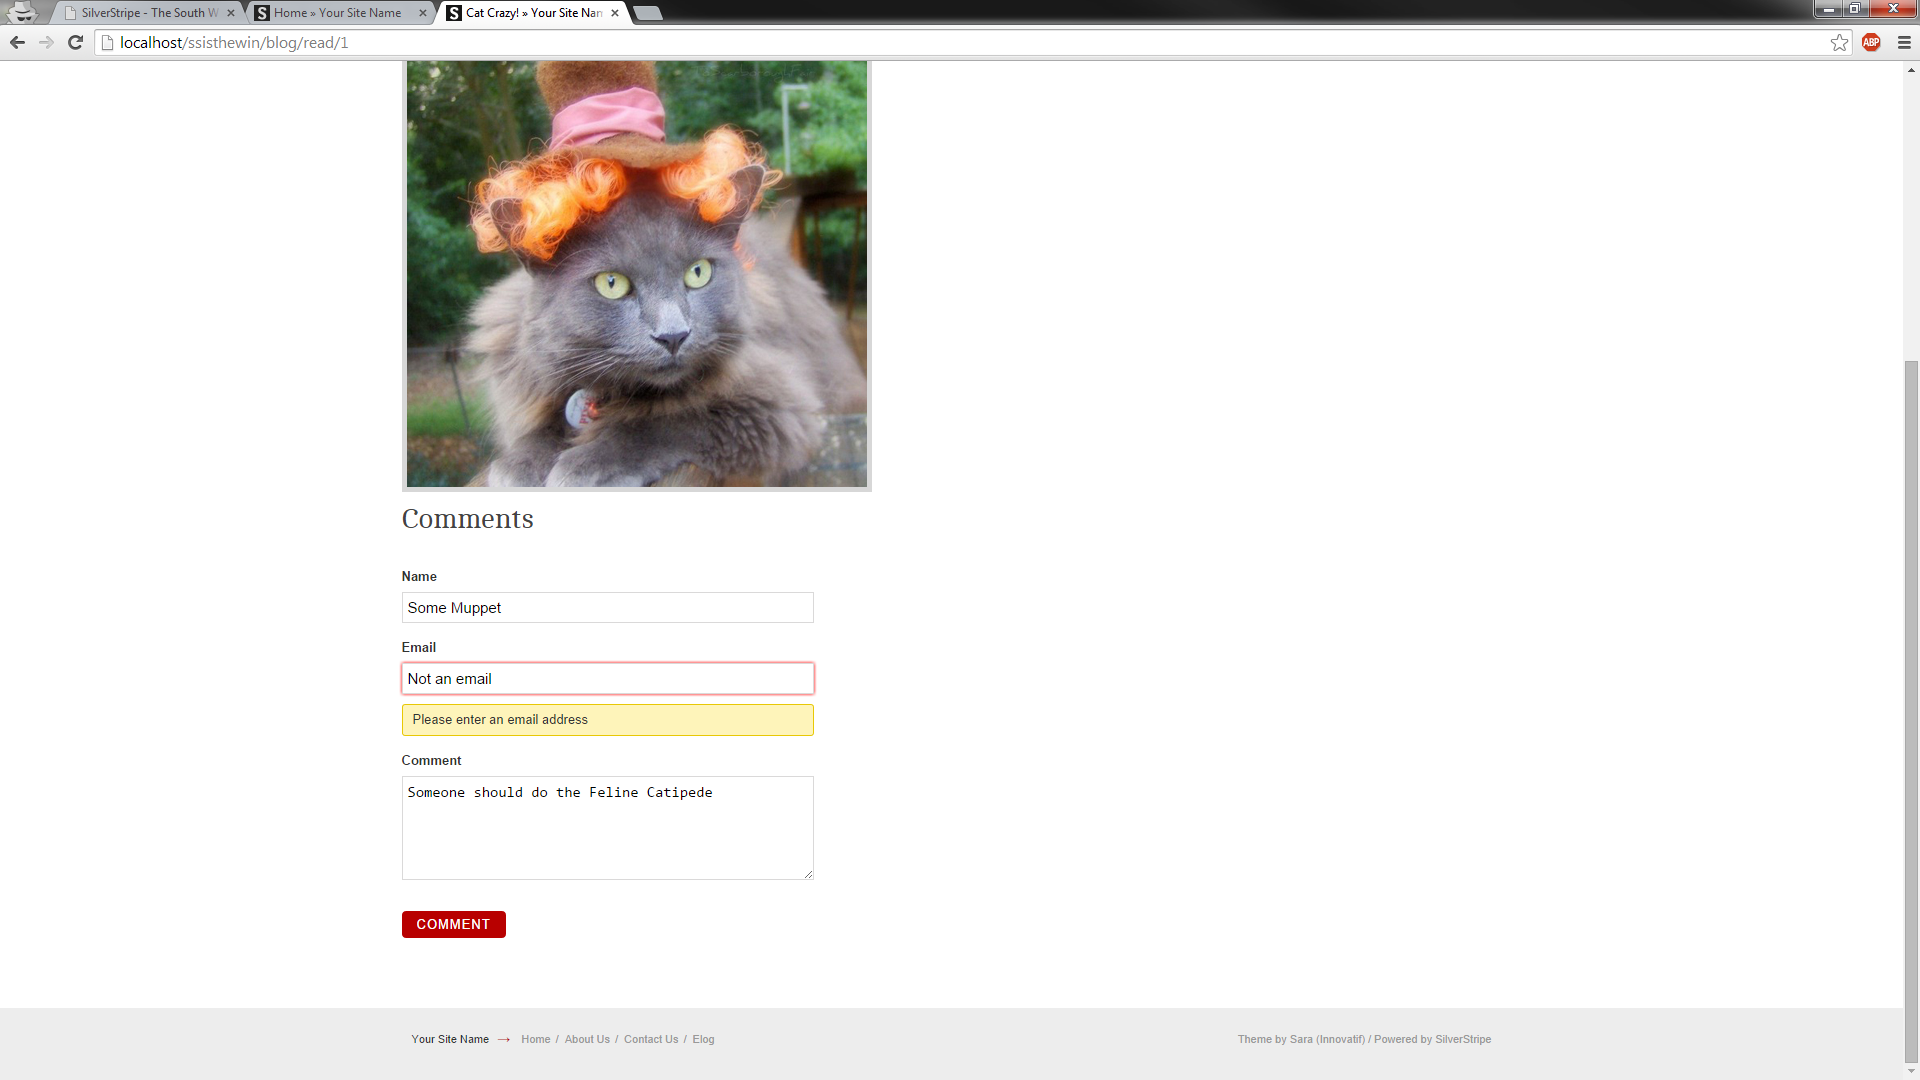 SilverStripe - The South W
Home » Your Site Name
Cat Crazy! » Your Site Nan
localhost/ssisthewin/blog/read/1
ABP
Comments
Name
Some Muppet
Email
Not an email
Please enter an email address
Comment
Someone should do the Feline Catipede
COMMENT
Your Site Name → Home / About Us / Contact Us / Elog
Theme by Sara (Innovatif) / Powered by SilverStripe